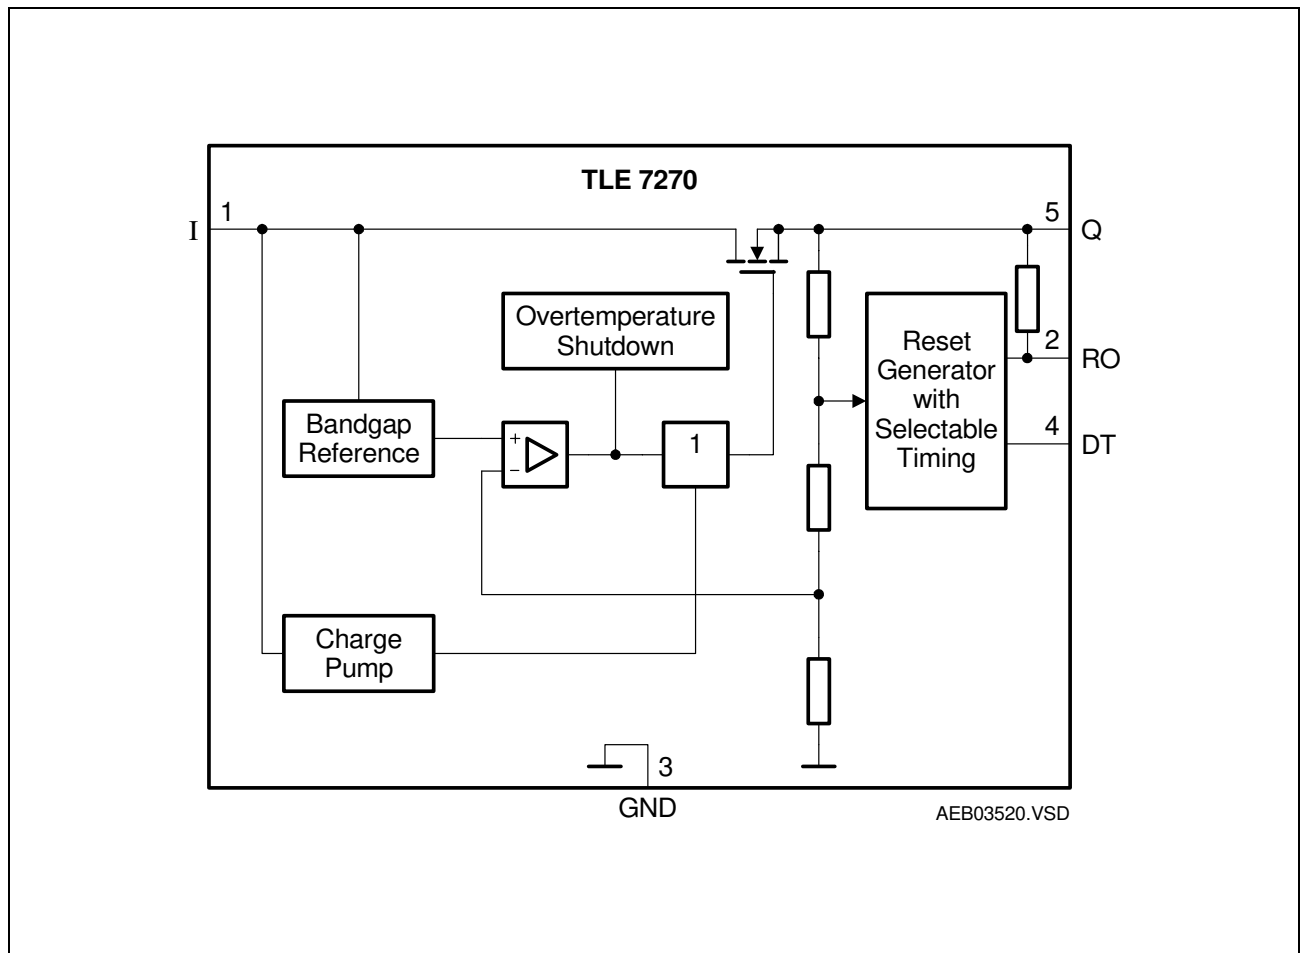 TLE 7270
1
I
5
Q
Overtemperature
Shutdown
Reset
Generator
with
Selectable
Timing
2
RO
4
DT
Bandgap
Reference
+
−
1
Charge
Pump
3
GND
AEB03520.VSD